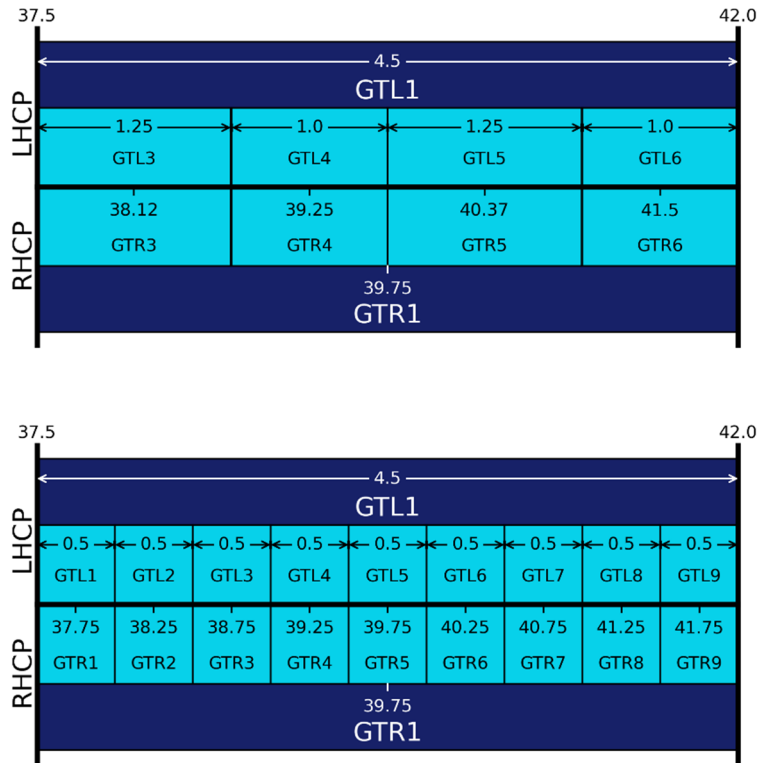 37.5 42.0
4.5
GTL1
LHCP
1.25 1.0 1.25 1.0
GTL3 GTL4 GTL5 GTL6
RHCP
38.12 39.25 40.37 41.5
GTR3 GTR4 GTR5 GTR6
39.75
GTR1
37.5 42.0
4.5
GTL1
LHCP
0.5 0.5 0.5 0.5 0.5 0.5 0.5 0.5 0.5
GTL1 GTL2 GTL3 GTL4 GTL5 GTL6 GTL7 GTL8 GTL9
RHCP
37.75 38.25 38.75 39.25 39.75 40.25 40.75 41.25 41.75
GTR1 GTR2 GTR3 GTR4 GTR5 GTR6 GTR7 GTR8 GTR9
39.75
GTR1